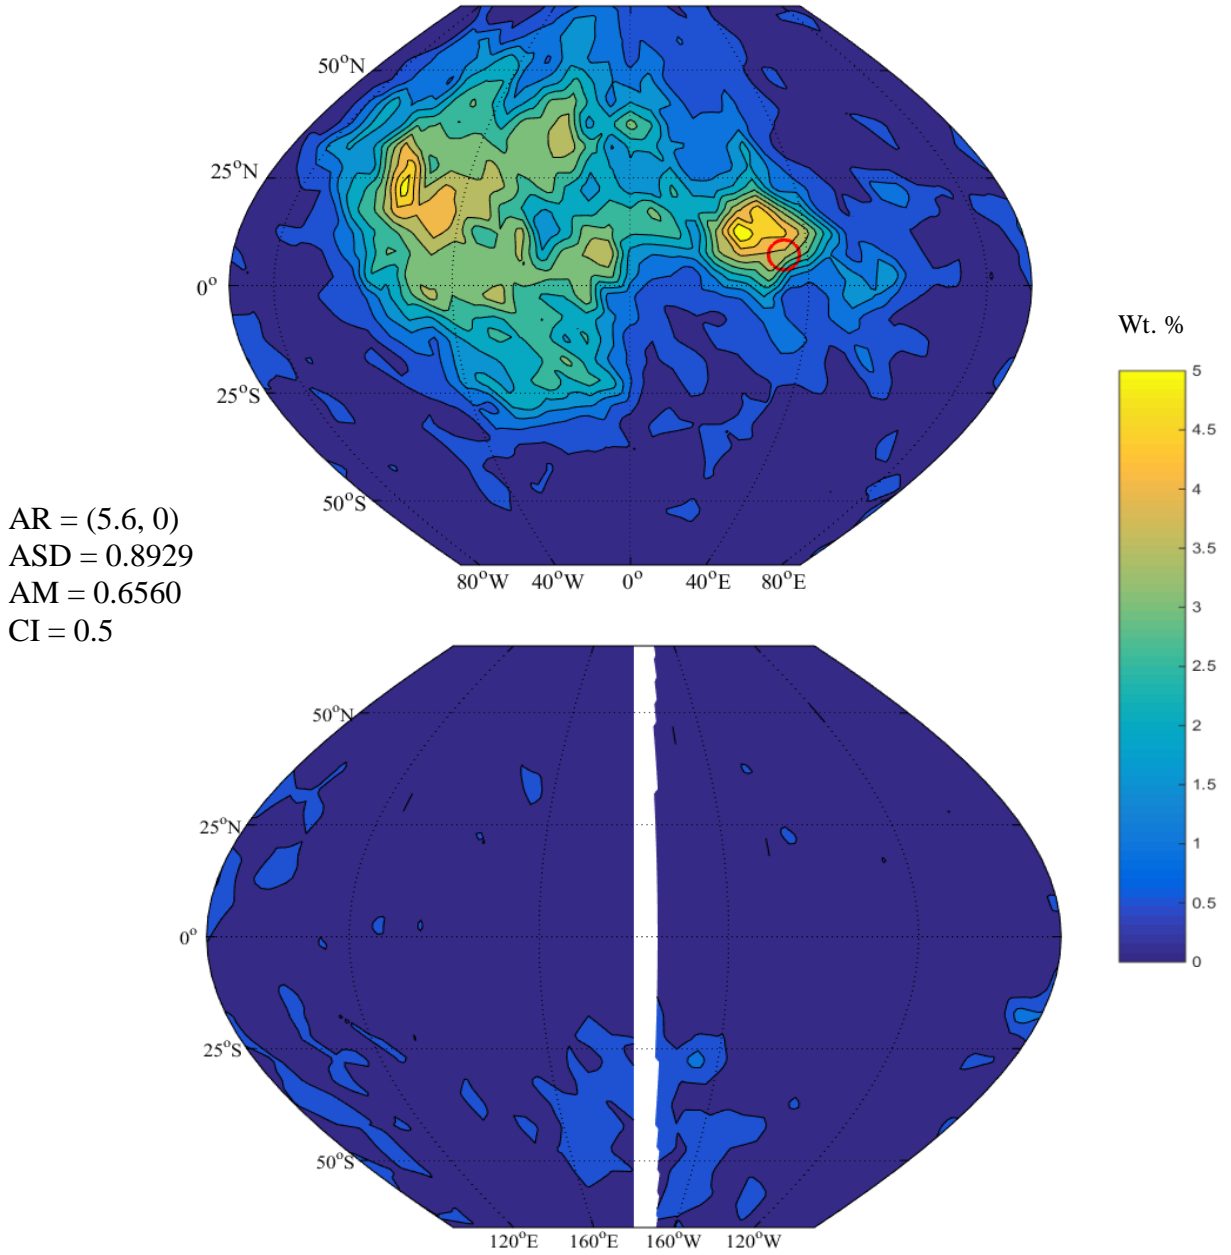 50°N
25°N
0°
25°S
50°S
80°W 40°W 0° 40°E 80°E
AR = (5.6, 0)
ASD = 0.8929
AM = 0.6560
CI = 0.5
Wt. %
5
4.5
4
3.5
3
2.5
2
1.5
1
0.5
0
50°N
25°N
0°
25°S
50°S
120°E 160°E 160°W 120°W